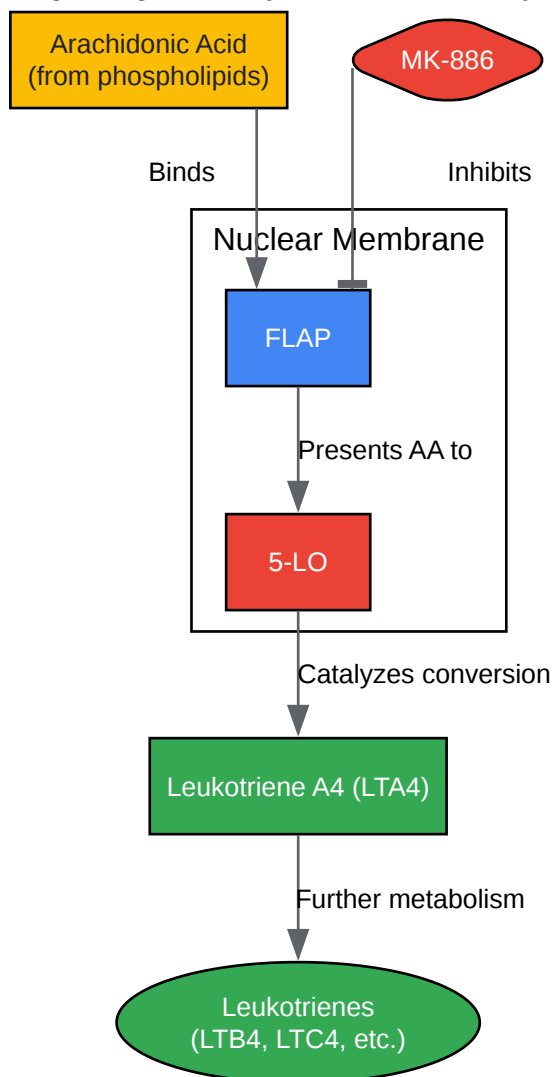 Arachidonic Acid
(from phospholipids)
MK-886
Binds
Inhibits
Nuclear Membrane
FLAP
Presents AA to
5-LO
Catalyzes conversion
Leukotriene A4 (LTA4)
Further metabolism
Leukotrienes
(LTB4, LTC4, etc.)